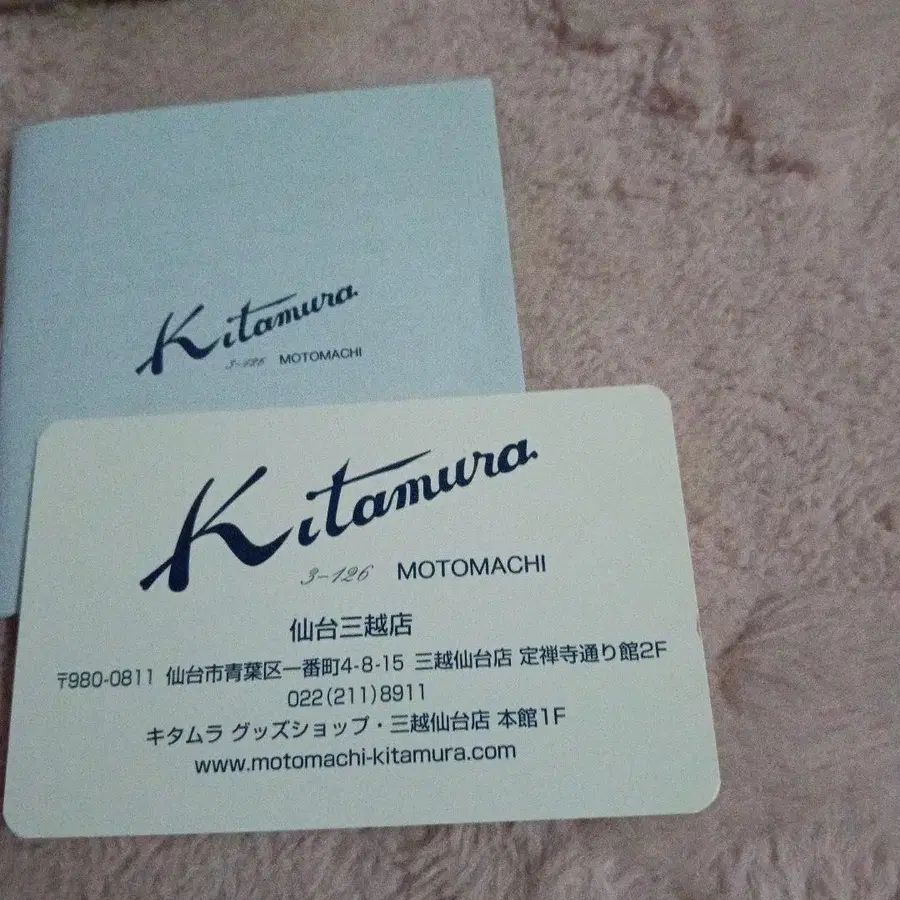 Kitamura
3-126 MOTOMACHI
Kitamura
3-126 MOTOMACHI
仙台三越店
〒980-0811 仙台市青葉区一番町4-8-15 三越仙台店 定禅寺通り館2F
022(211)8911
キタムラ グッズショップ・三越仙台店 本館1F
www.motomachi-kitamura.com